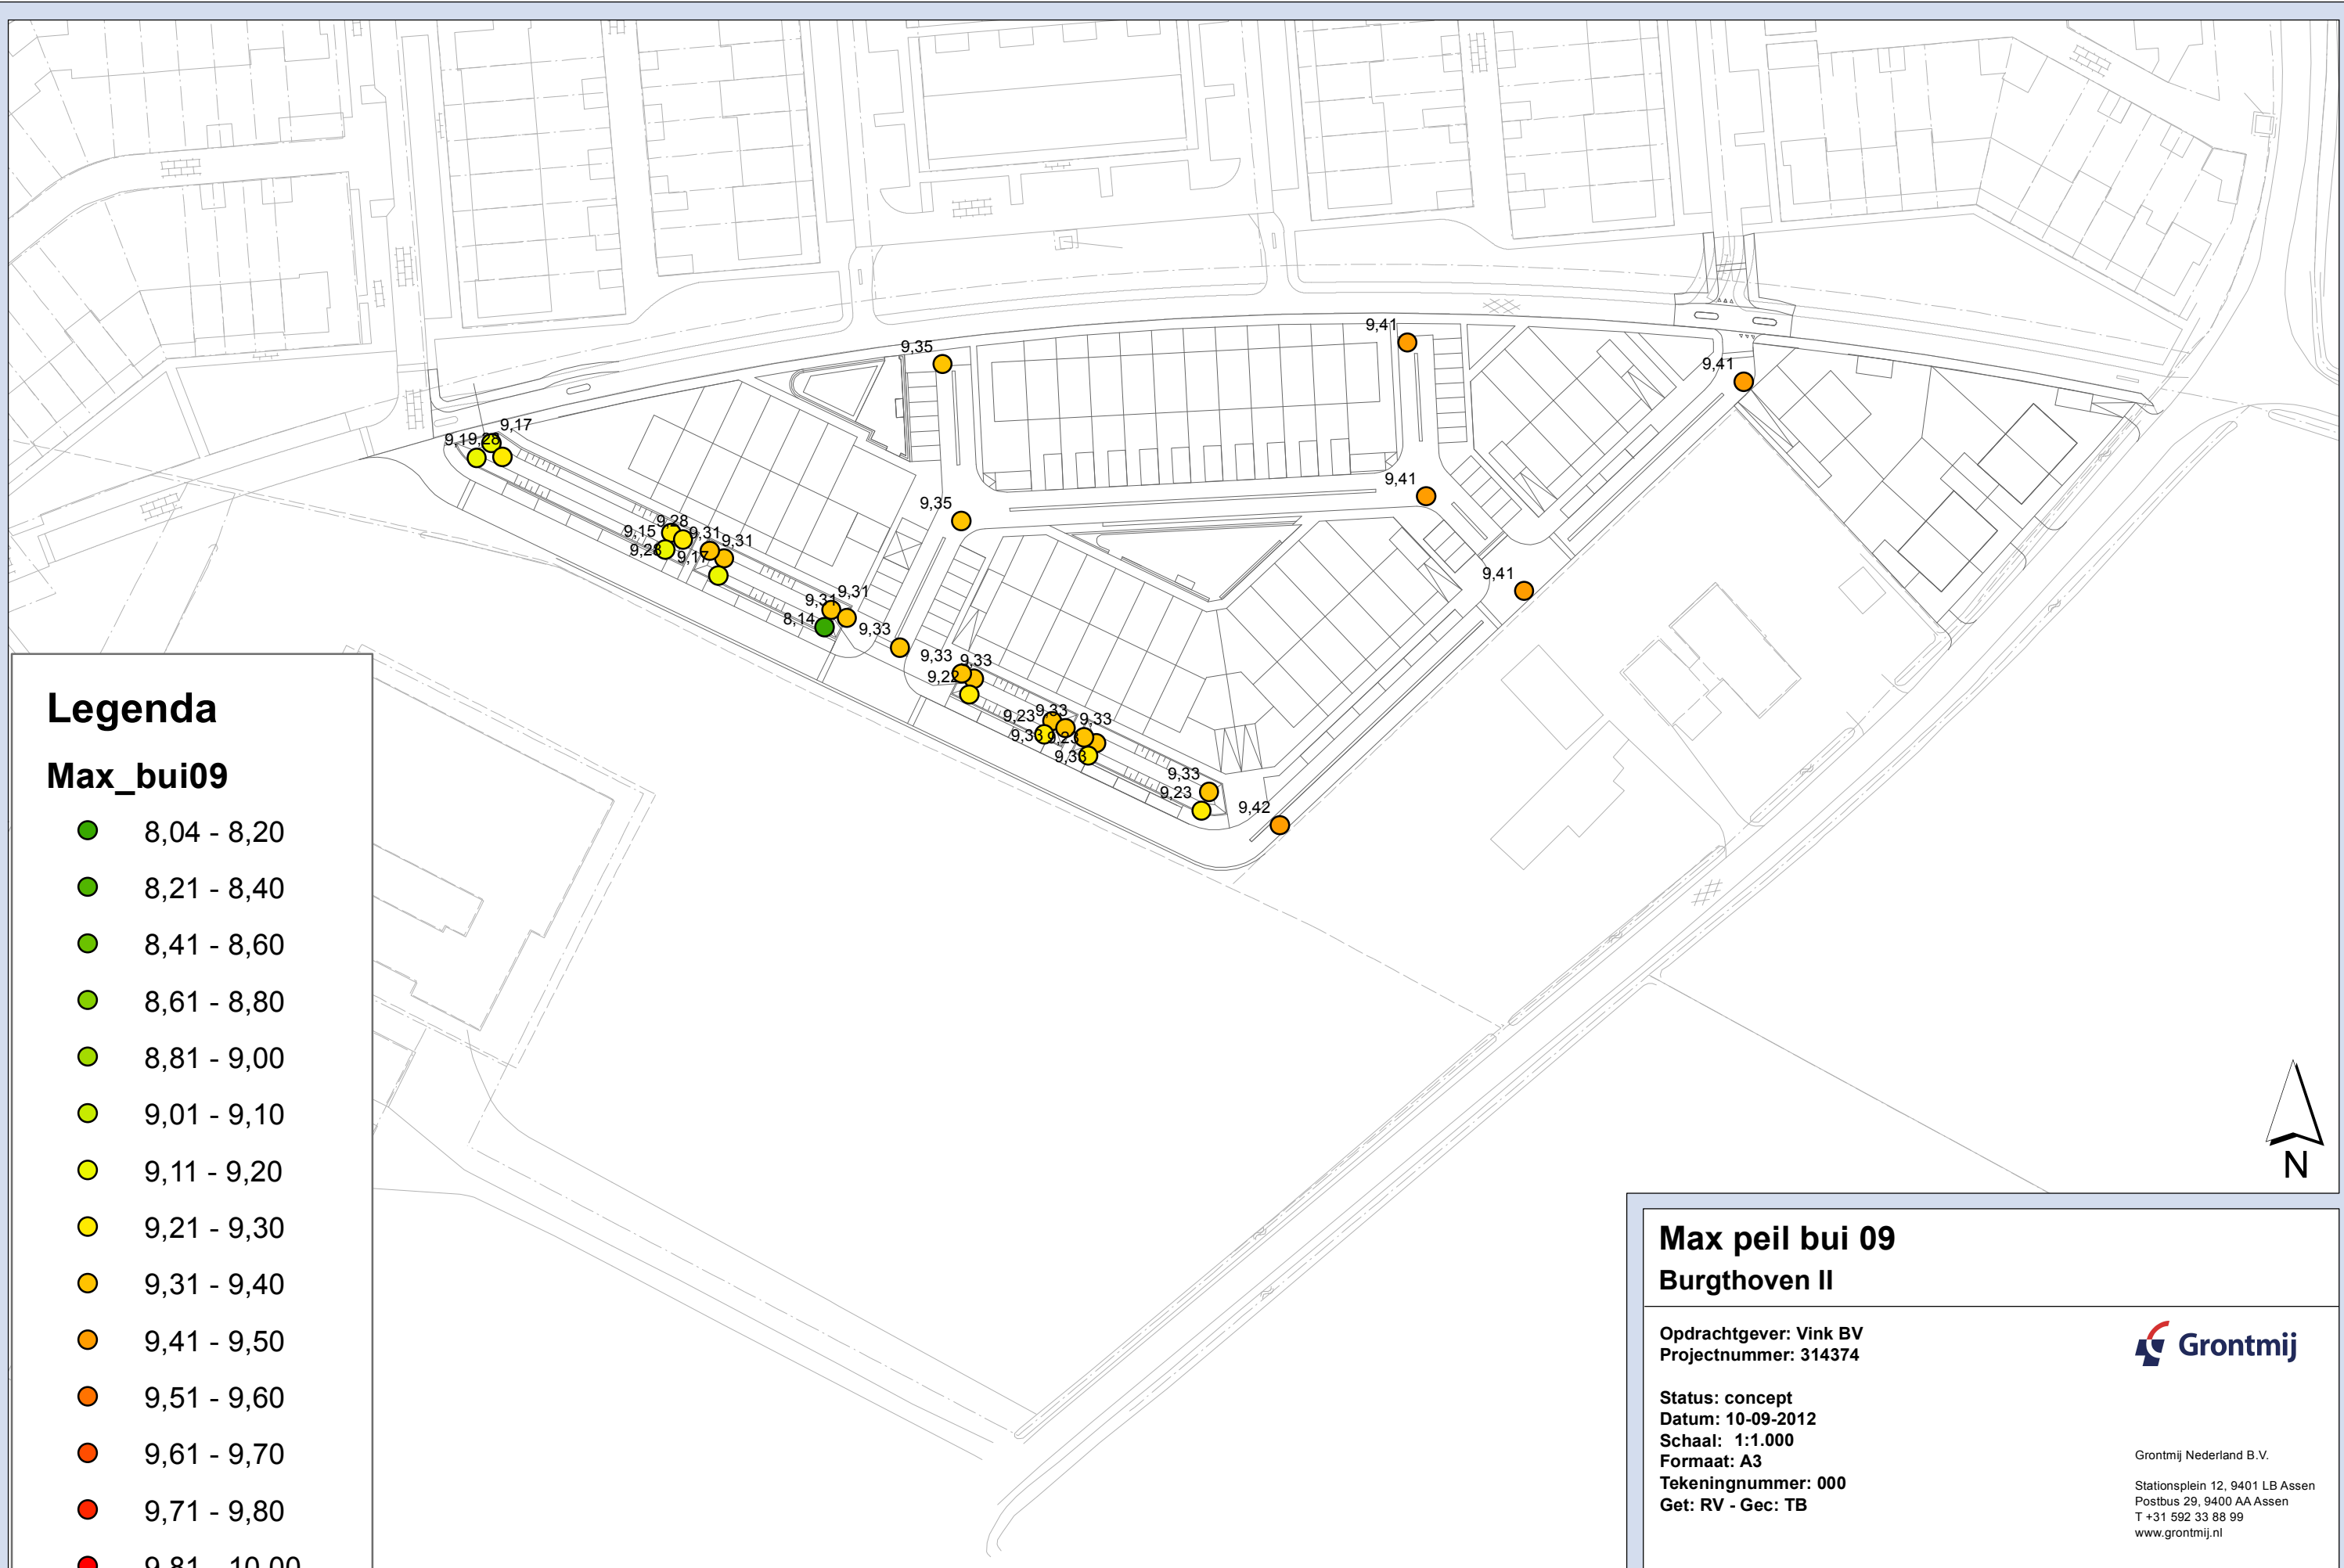 9,41
9,35
9,41
9,17
9,19,28
9,41
9,35
9,28
9,15
9,31
9,31
9,28
9,17
9,41
9,31
9,31
8,14
9,33
9,33
9,33
9,22
9,33
9,23
9,33
9,33
9,23
9,33
9,33
9,23
9,42
Legenda
Max_bui09
8,04 - 8,20
8,21 - 8,40
8,41 - 8,60
8,61 - 8,80
8,81 - 9,00
9,01 - 9,10
9,11 - 9,20
9,21 - 9,30
9,31 - 9,40
9,41 - 9,50
9,51 - 9,60
9,61 - 9,70
9,71 - 9,80
9,81 - 10,00
N
Max peil bui 09
Burgthoven II
Opdrachtgever: Vink BV
Projectnummer: 314374
Grontmij
Status: concept
Datum: 10-09-2012
Schaal: 1:1.000
Formaat: A3
Tekeningnummer: 000
Get: RV - Gec: TB
Grontmij Nederland B.V.
Stationsplein 12, 9401 LB Assen
Postbus 29, 9400 AA Assen
T +31 592 33 88 99
www.grontmij.nl